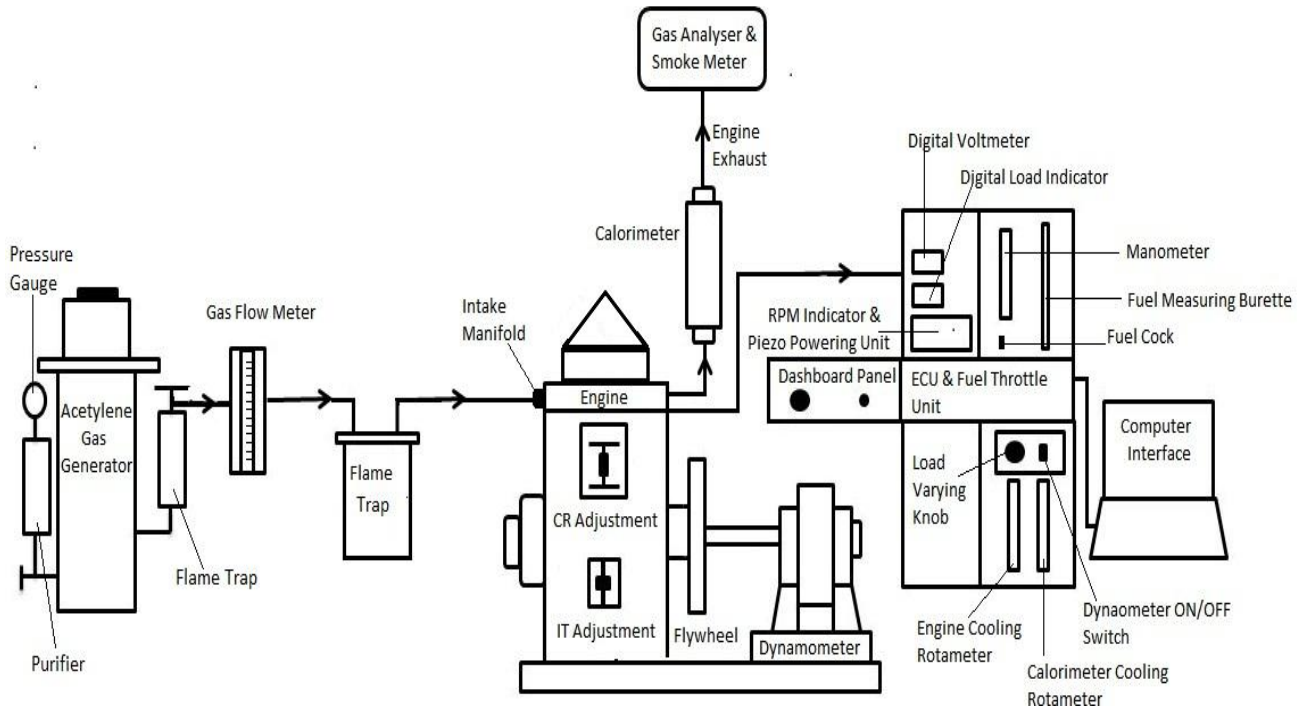 Gas Analyser &
Smoke Meter
Engine
Exhaust
Digital Voltmeter
Digital Load Indicator
Calorimeter
Pressure
Gauge
Gas Flow Meter
Intake
Manifold
Manometer
Fuel Measuring Burette
RPM Indicator &
Piezo Powering Unit
Fuel Cock
Dashboard Panel
ECU & Fuel Throttle
Unit
Engine
Acetylene
Gas
Generator
Flame
Trap
CR Adjustment
Load
Varying
Knob
Computer
Interface
Flame Trap
IT Adjustment
Flywheel
Dynamometer
Purifier
Engine Cooling
Rotameter
Dynaometer ON/OFF
Switch
Calorimeter Cooling
Rotameter